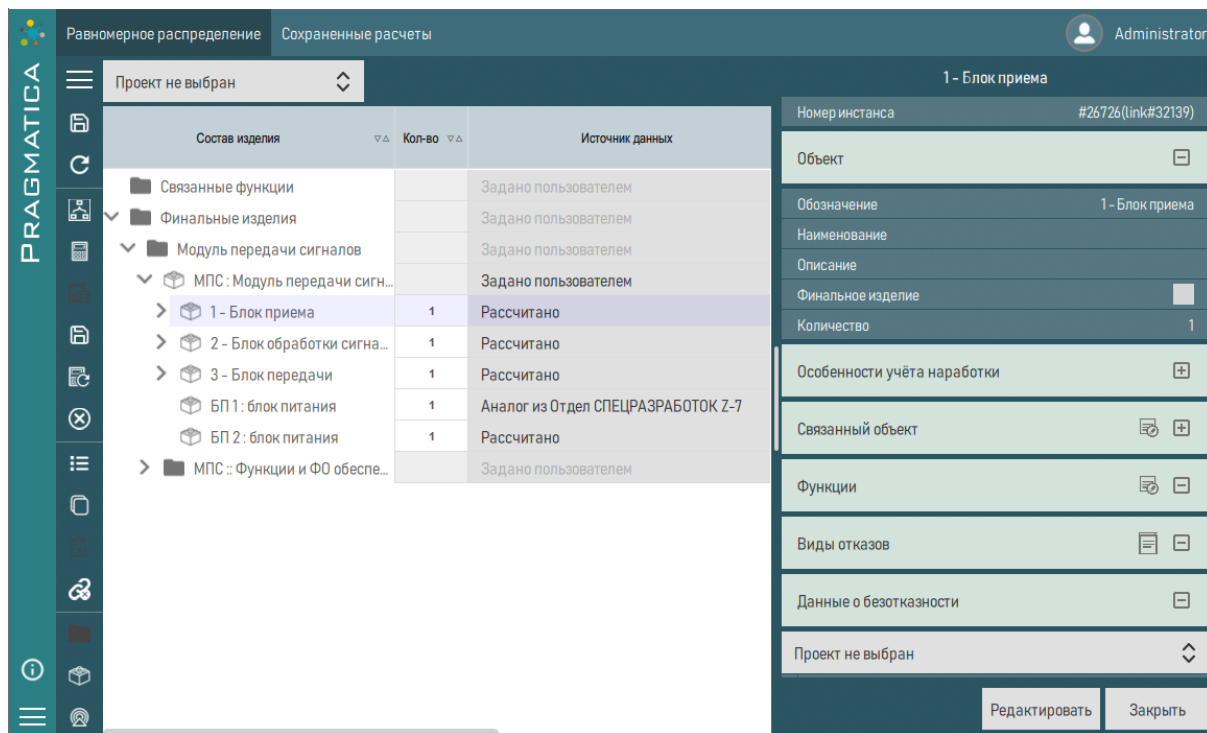 Равномерное распределение Сохраненные расчеты Administrator
PRAGMATICA
Проект не выбран
Состав изделия Кол-во Источник данных
Связанные функции Задано пользователем
Финальные изделия Задано пользователем
Модуль передачи сигналов Задано пользователем
МПС : Модуль передачи сигн... Задано пользователем
1 - Блок приема 1 Рассчитано
2 - Блок обработки сигна... 1 Рассчитано
3 - Блок передачи 1 Рассчитано
БП 1 : блок питания 1 Аналог из Отдел СПЕЦРАЗРАБОТОК Z-7
БП 2 : блок питания 1 Рассчитано
МПС :: Функции и ФО обеспе... Задано пользователем
1 - Блок приема
Номер инстанса #26726(link#32139)
Объект
Обозначение 1 - Блок приема
Наименование
Описание
Финальное изделие
Количество 1
Особенности учёта наработки
Связанный объект
Функции
Виды отказов
Данные о безотказности
Проект не выбран
Редактировать Закрыть